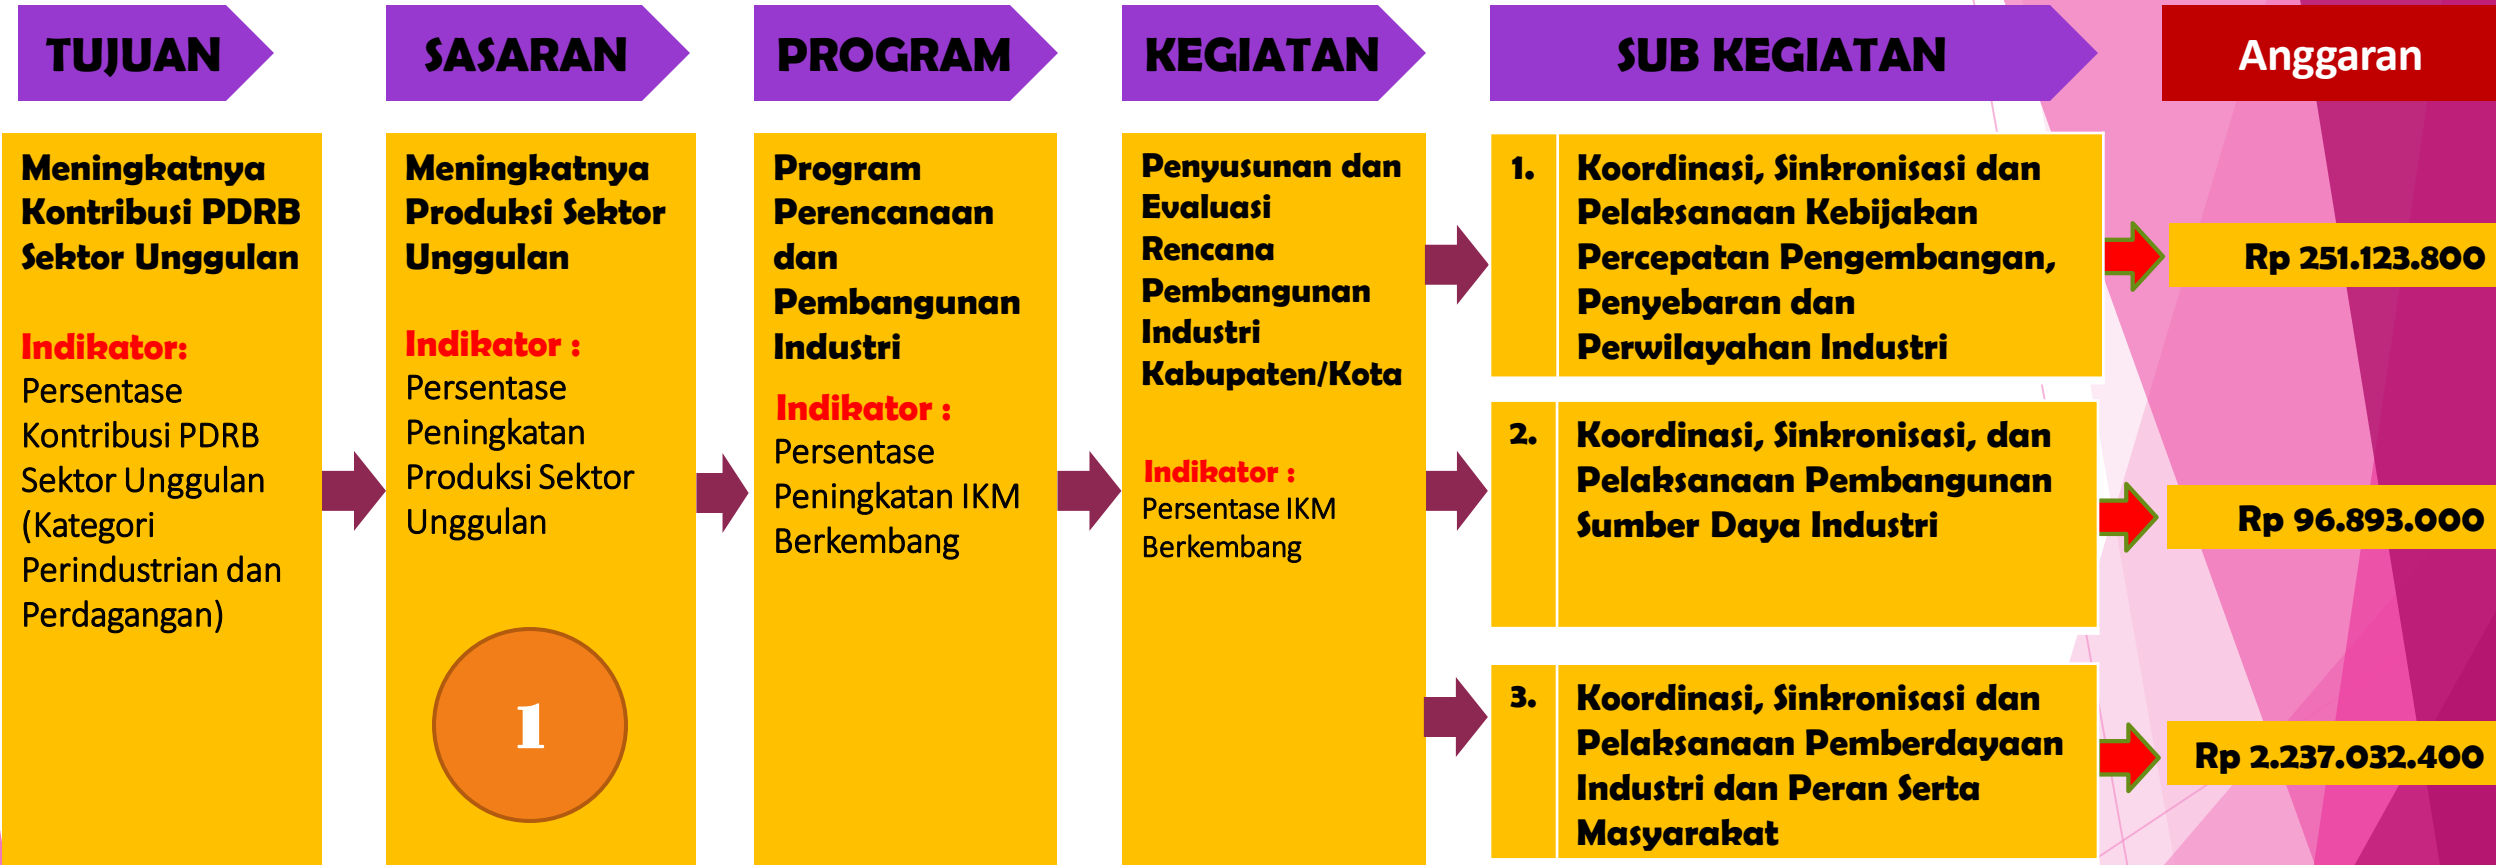 TUJUAN
SASARAN
PROGRAM
KEGIATAN
SUB KEGIATAN
Anggaran
Meningkatnya
Kontribusi PDRB
Sektor Unggulan
Indikator:
Persentase
Kontribusi PDRB
Sektor Unggulan
(Kategori
Perindustrian dan
Perdagangan)
Meningkatnya
Produksi Sektor
Unggulan
Indikator :
Persentase
Peningkatan
Produksi Sektor
Unggulan
1
Program
Perencanaan
dan
Pembangunan
Industri
Indikator :
Persentase
Peningkatan IKM
Berkembang
Penyusunan dan
Evaluasi
Rencana
Pembangunan
Industri
Kabupaten/Kota
Indikator :
Persentase IKM
Berkembang
1.
Koordinasi, Sinkronisasi dan
Pelaksanaan Kebijakan
Percepatan Pengembangan,
Penyebaran dan
Perwilayahan Industri
Rp 251.123.800
2.
Koordinasi, Sinkronisasi, dan
Pelaksanaan Pembangunan
Sumber Daya Industri
Rp 96.893.000
3.
Koordinasi, Sinkronisasi dan
Pelaksanaan Pemberdayaan
Industri dan Peran Serta
Masyarakat
Rp 2.237.032.400